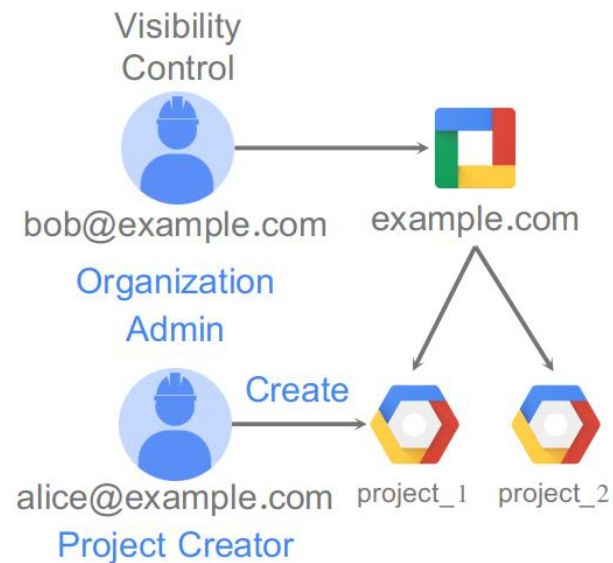 Visibility
Control
bob@example.com
example.com
Organization
Admin
Create
alice@example.com
project_1
project_2
Project Creator